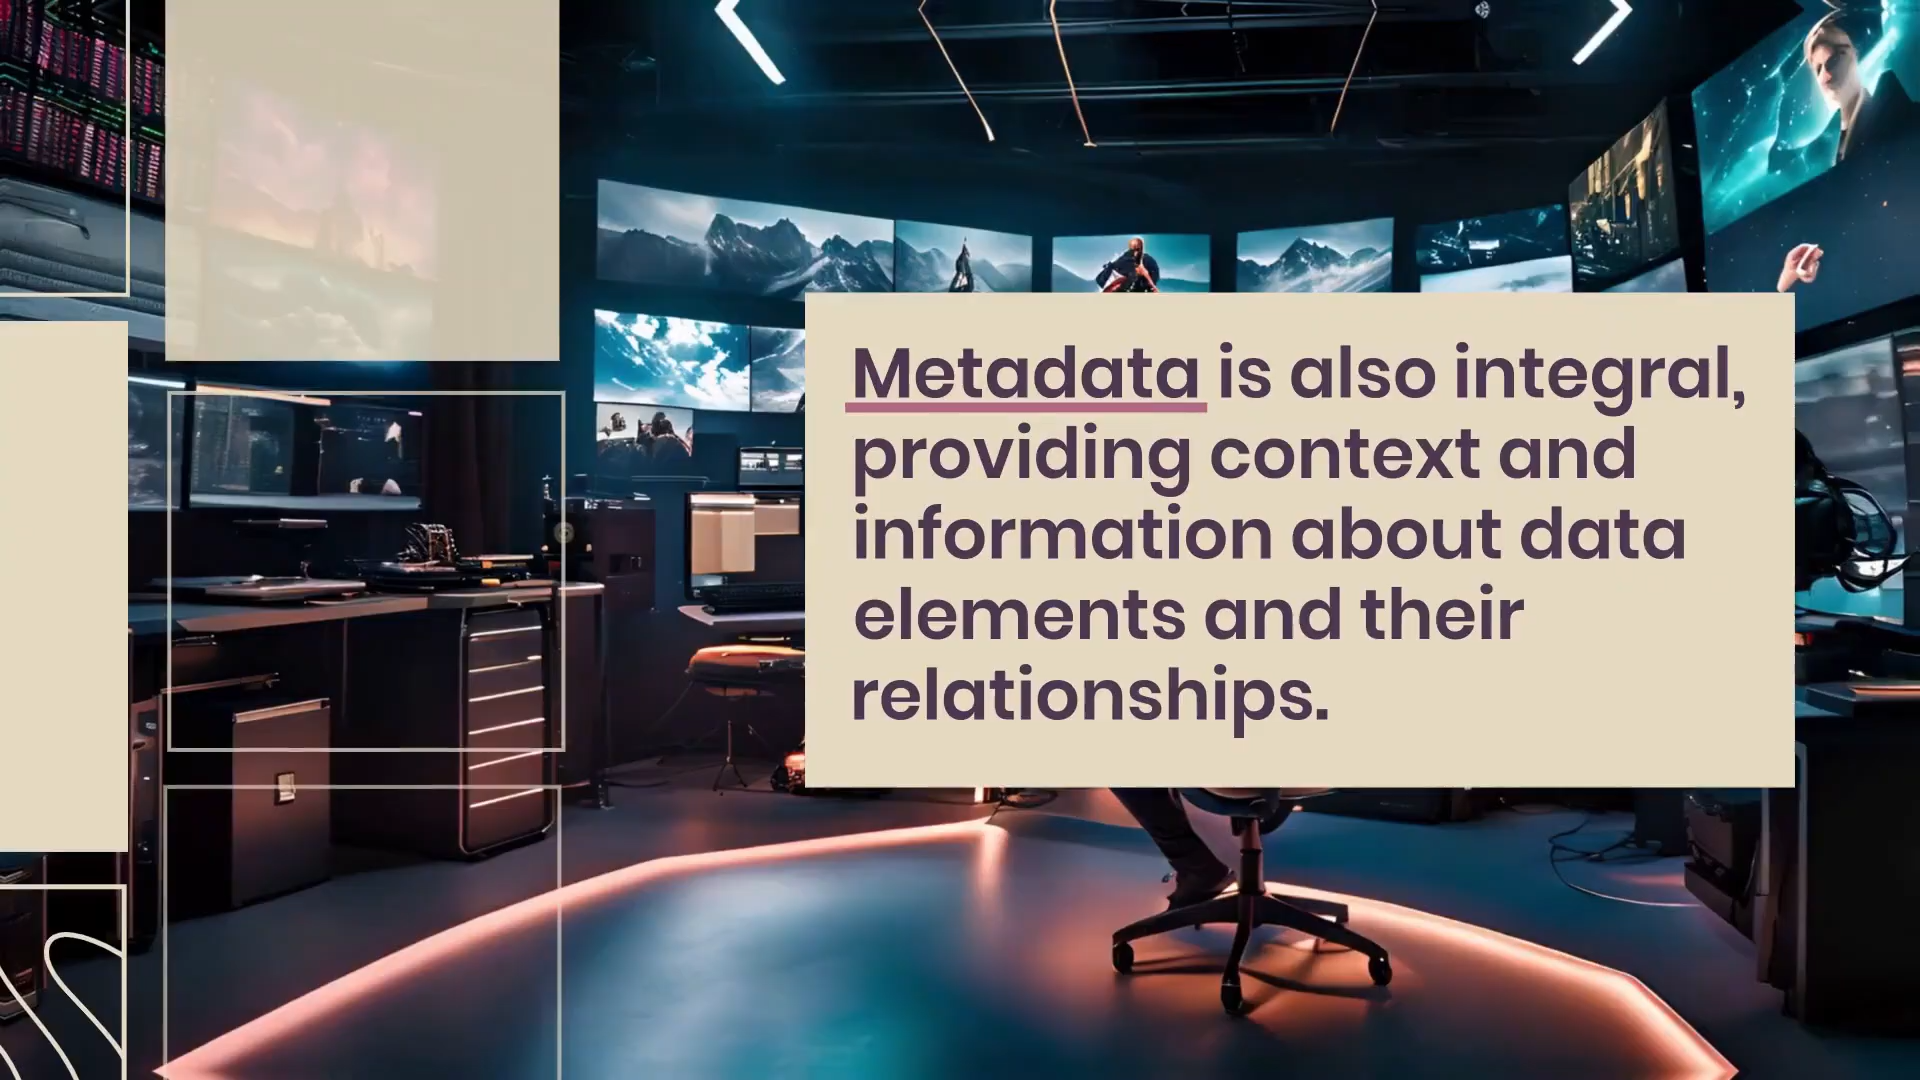 Metadata is also integral,
providing context and
information about data
elements and their
relationships.